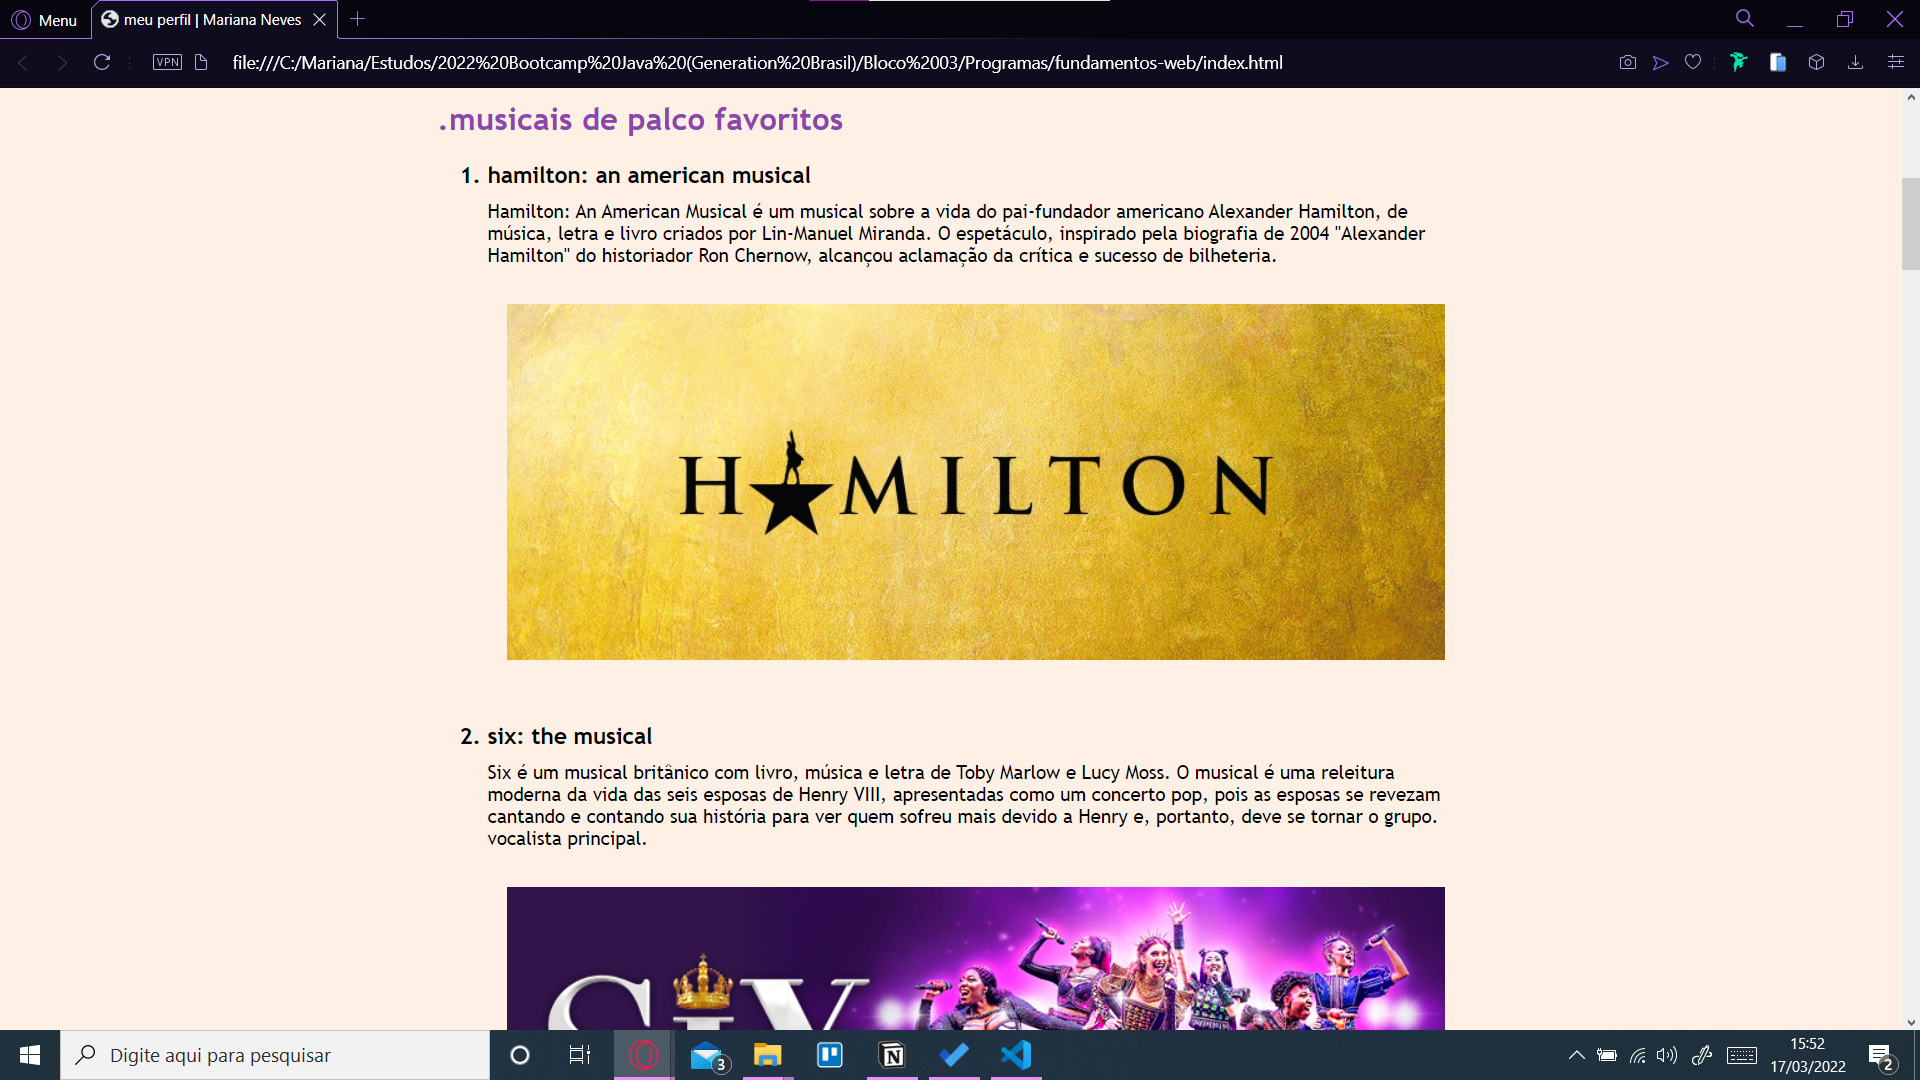 Menu
meu perfil | Mariana Neves
VPN
file:///C:/Mariana/Estudos/2022%20Bootcamp%20Java%20(Generation%20Brasil)/Bloco%2003/Programas/fundamentos-web/index.html
.musicais de palco favoritos
1. hamilton: an american musical
Hamilton: An American Musical é um musical sobre a vida do pai-fundador americano Alexander Hamilton, de
música, letra e livro criados por Lin-Manuel Miranda. O espetáculo, inspirado pela biografia de 2004 "Alexander
Hamilton" do historiador Ron Chernow, alcançou aclamação da crítica e sucesso de bilheteria.
HAMILTON
2. six: the musical
Six é um musical britânico com livro, música e letra de Toby Marlow e Lucy Moss. O musical é uma releitura
moderna da vida das seis esposas de Henry VIII, apresentadas como um concerto pop, pois as esposas se revezam
cantando e contando sua história para ver quem sofreu mais devido a Henry e, portanto, deve se tornar o grupo.
vocalista principal.
SIX
Digite aqui para pesquisar
3
15:52
17/03/2022
2